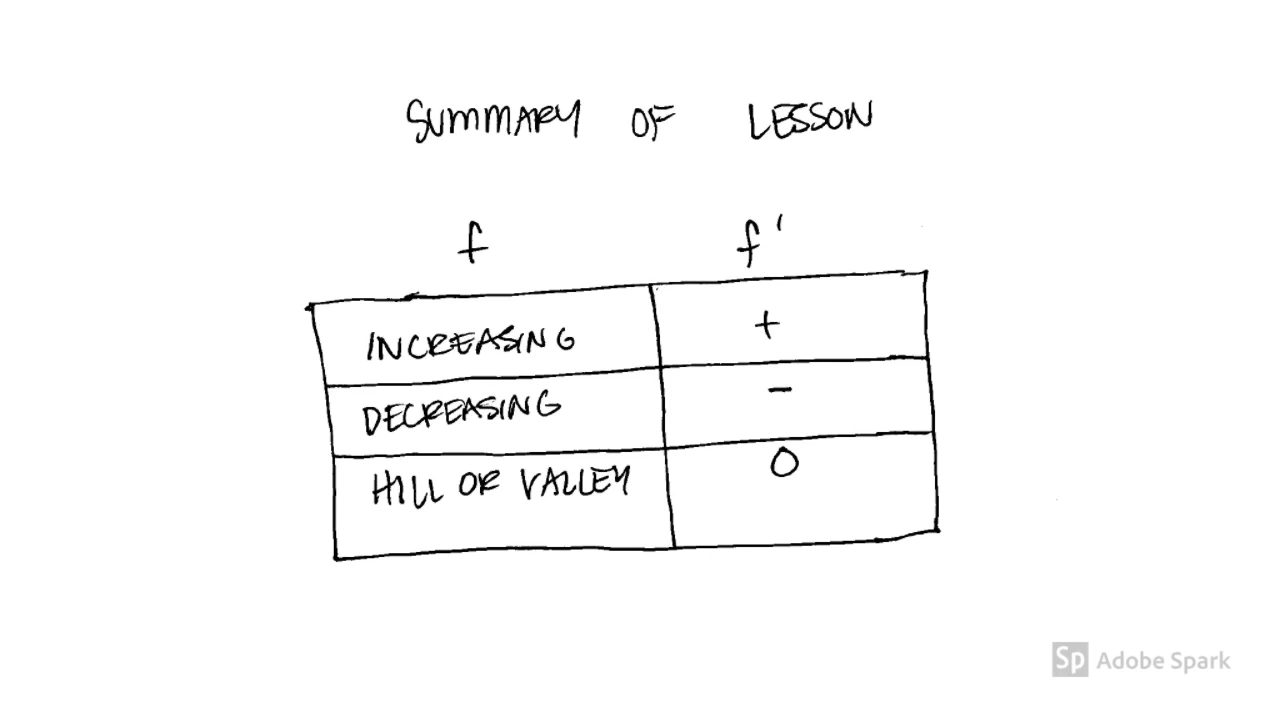 SUMMARY OF LESSON
f f'
INCREASING +
DECREASING -
HILL OR VALLEY 0
Sp Adobe Spark